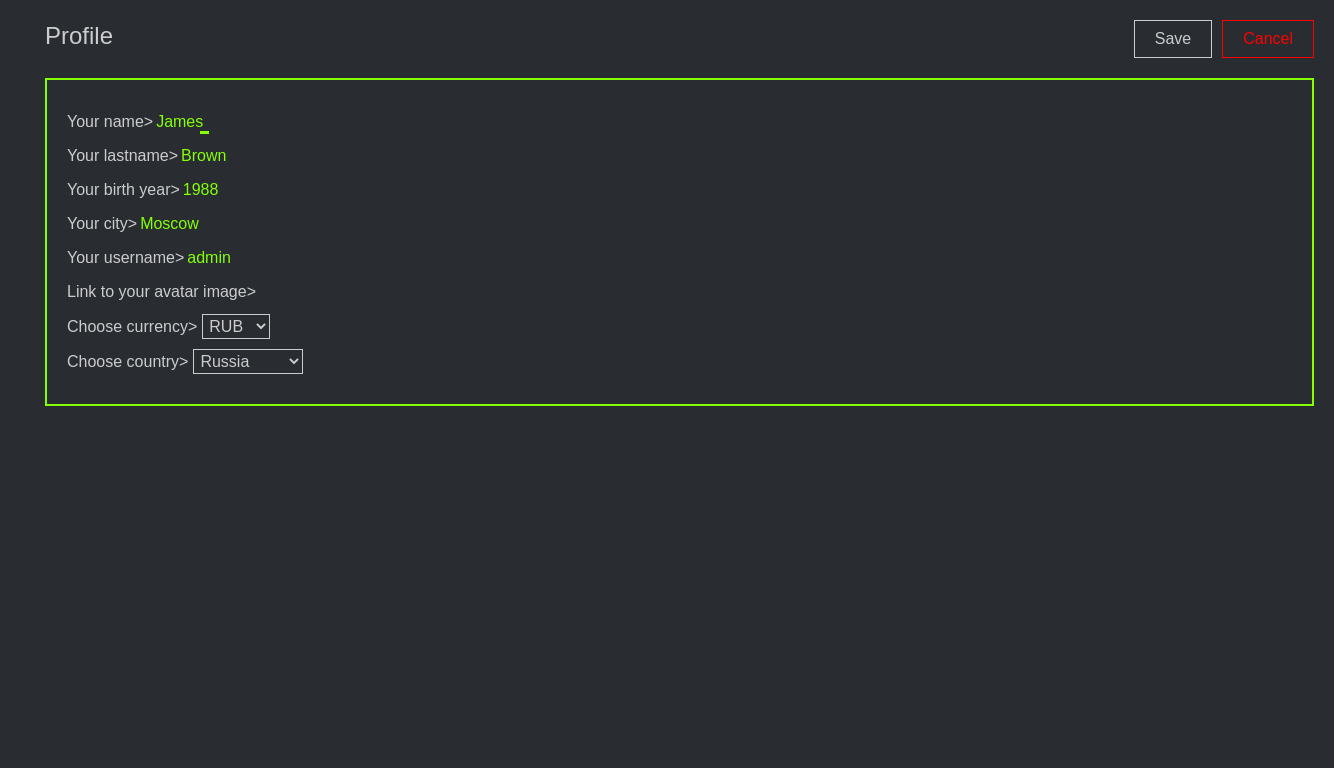 Profile
Save
Cancel
Your name> James_
Your lastname> Brown
Your birth year> 1988
Your city> Moscow
Your username> admin
Link to your avatar image>
Choose currency> RUB
Choose country> Russia